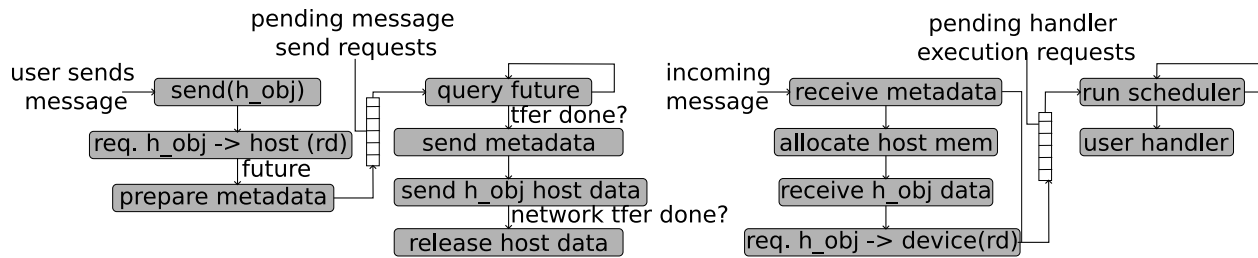 pending message
send requests
user sends
message
send(h_obj)
req. h_obj -> host (rd)
future
prepare metadata
query future
tfer done?
send metadata
send h_obj host data
network tfer done?
release host data
pending handler
execution requests
incoming
message
receive metadata
allocate host mem
receive h_obj data
req. h_obj -> device(rd)
run scheduler
user handler